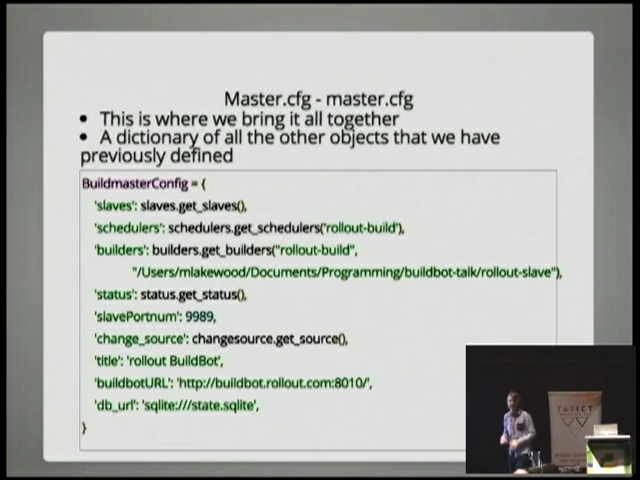 Master.cfg - master.cfg
• This is where we bring it all together
• A dictionary of all the other objects that we have
previously defined
BuildmasterConfig = {
'slaves': slaves.get_slaves(),
'schedulers': schedulers.get_schedulers('rollout-build'),
'builders': builders.get_builders("rollout-build",
"/Users/mlakewood/Documents/Programming/buildbot-talk/rollout-slave"),
'status': status.get_status(),
'slavePortnum': 9989,
'change_source': changesource.get_source(),
'title': 'rollout BuildBot',
'buildbotURL': 'http://buildbot.rollout.com:8010/',
'db_url': 'sqlite:///state.sqlite',
}
TASICT